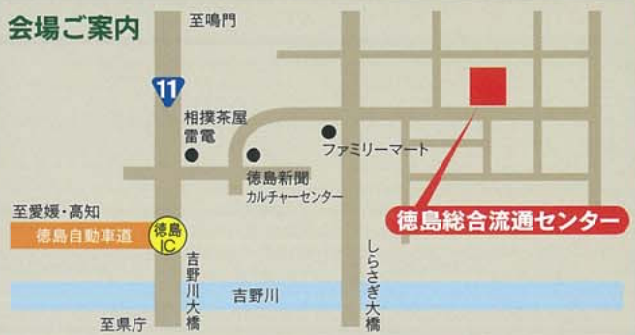 会場ご案内
至鳴門
11
相撲茶屋
雷電
ファミリーマート
徳島新聞
カルチャーセンター
徳島総合流通センター
至愛媛・高知
徳島自動車道
徳島
IC
吉野川大橋
しらさぎ大橋
吉野川
至県庁